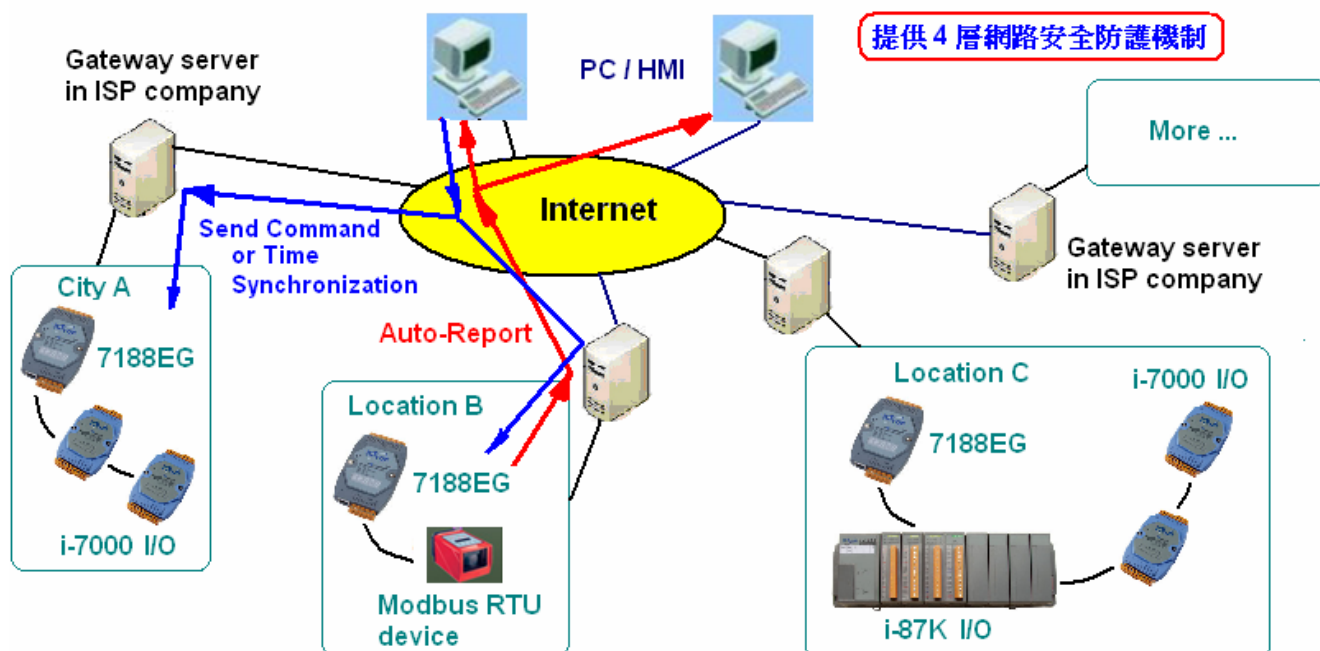 提供 4 層網路安全防護機制
Gateway server
in ISP company
PC / HMI
More ...
Internet
Send Command
or Time
Synchronization
Gateway server
in ISP company
City A
7188EG
i-7000 I/O
Auto-Report
Location B
7188EG
Modbus RTU
device
Location C
i-7000 I/O
7188EG
i-87K I/O